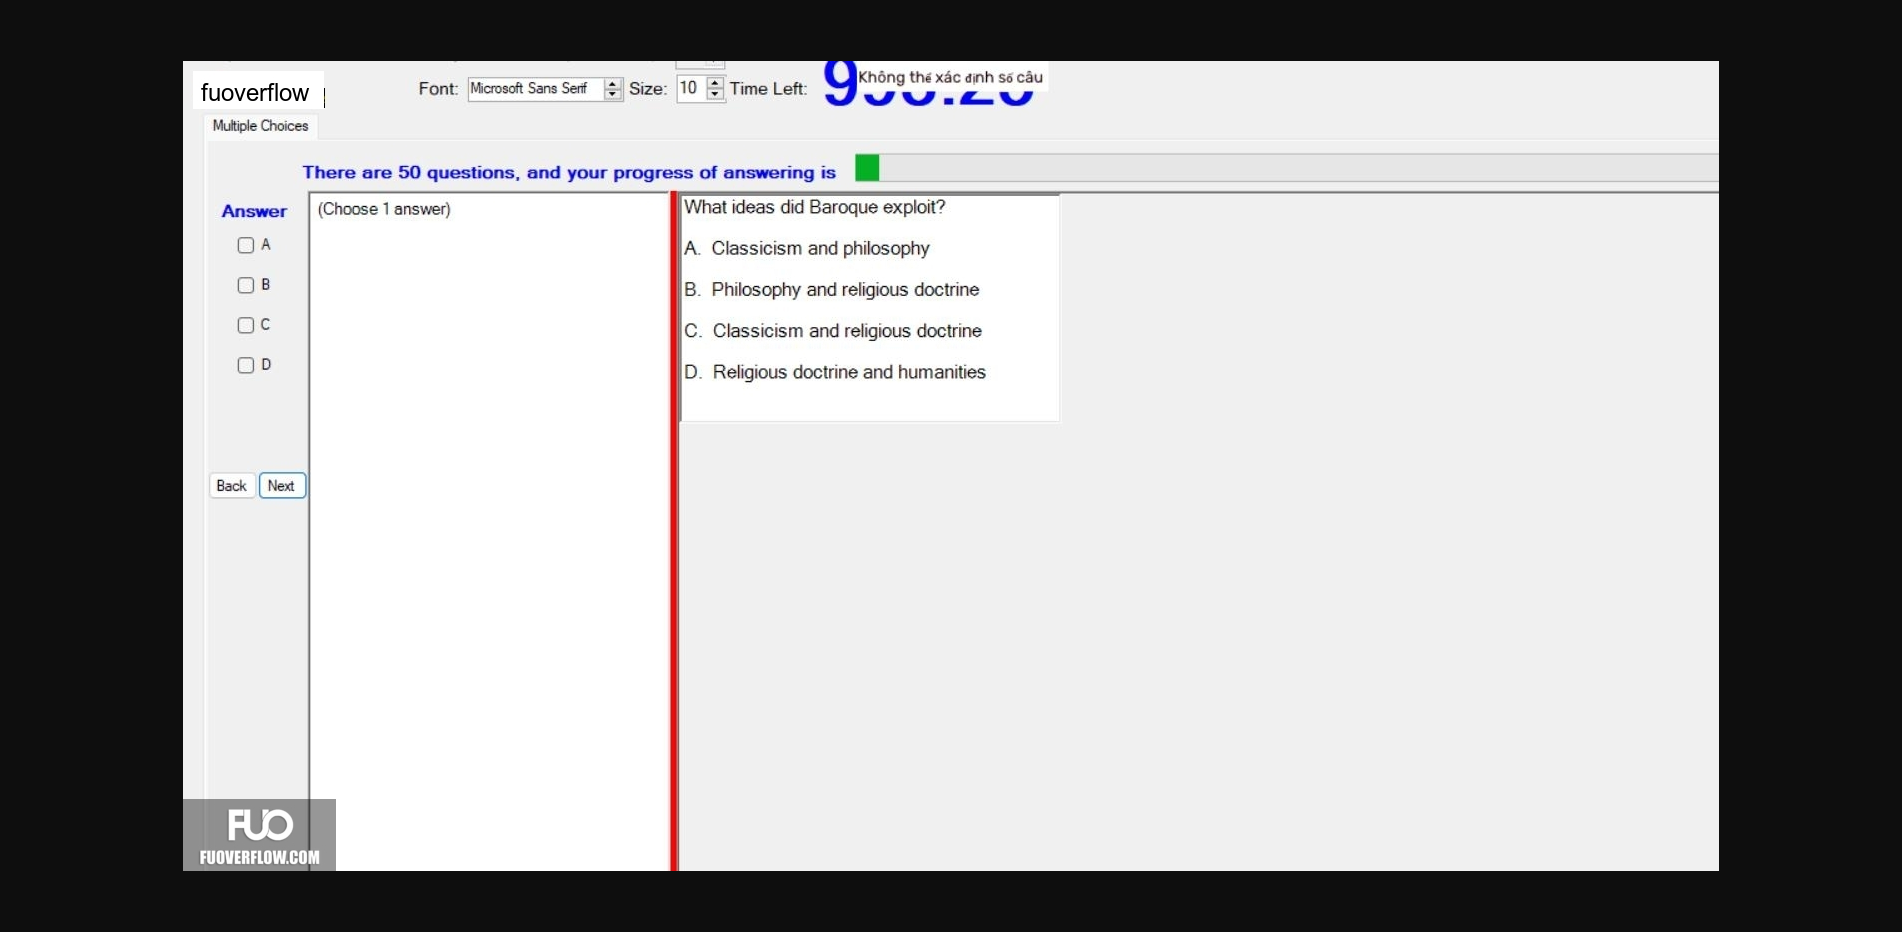 fuoverflow
Font: Microsoft Sans Serif Size: 10 Time Left:
Không thể xác định số câu
Multiple Choices
There are 50 questions, and your progress of answering is
Answer
(Choose 1 answer)
A
B
C
D
Back Next
What ideas did Baroque exploit?
A. Classicism and philosophy
B. Philosophy and religious doctrine
C. Classicism and religious doctrine
D. Religious doctrine and humanities
FUO
FUOVERFLOW.COM